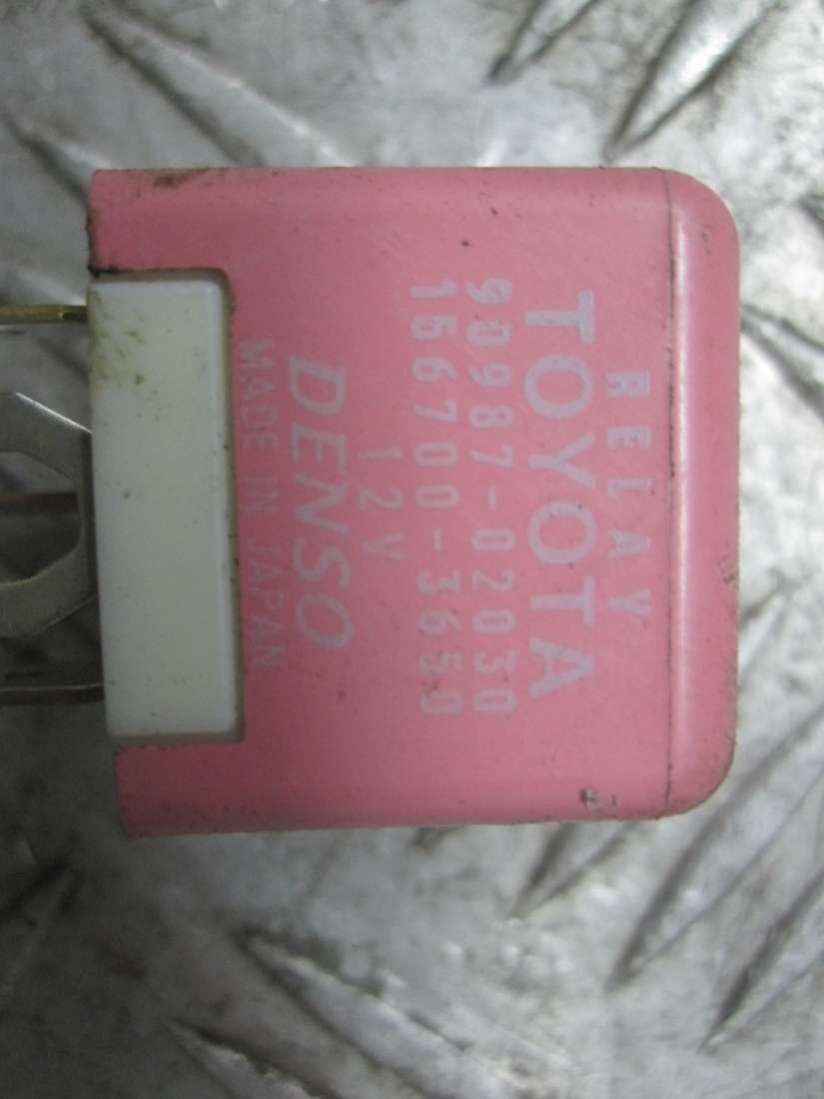 RELAY
TOYOTA
90987-02030
156700-3650
12V
DENSO
MADE IN JAPAN